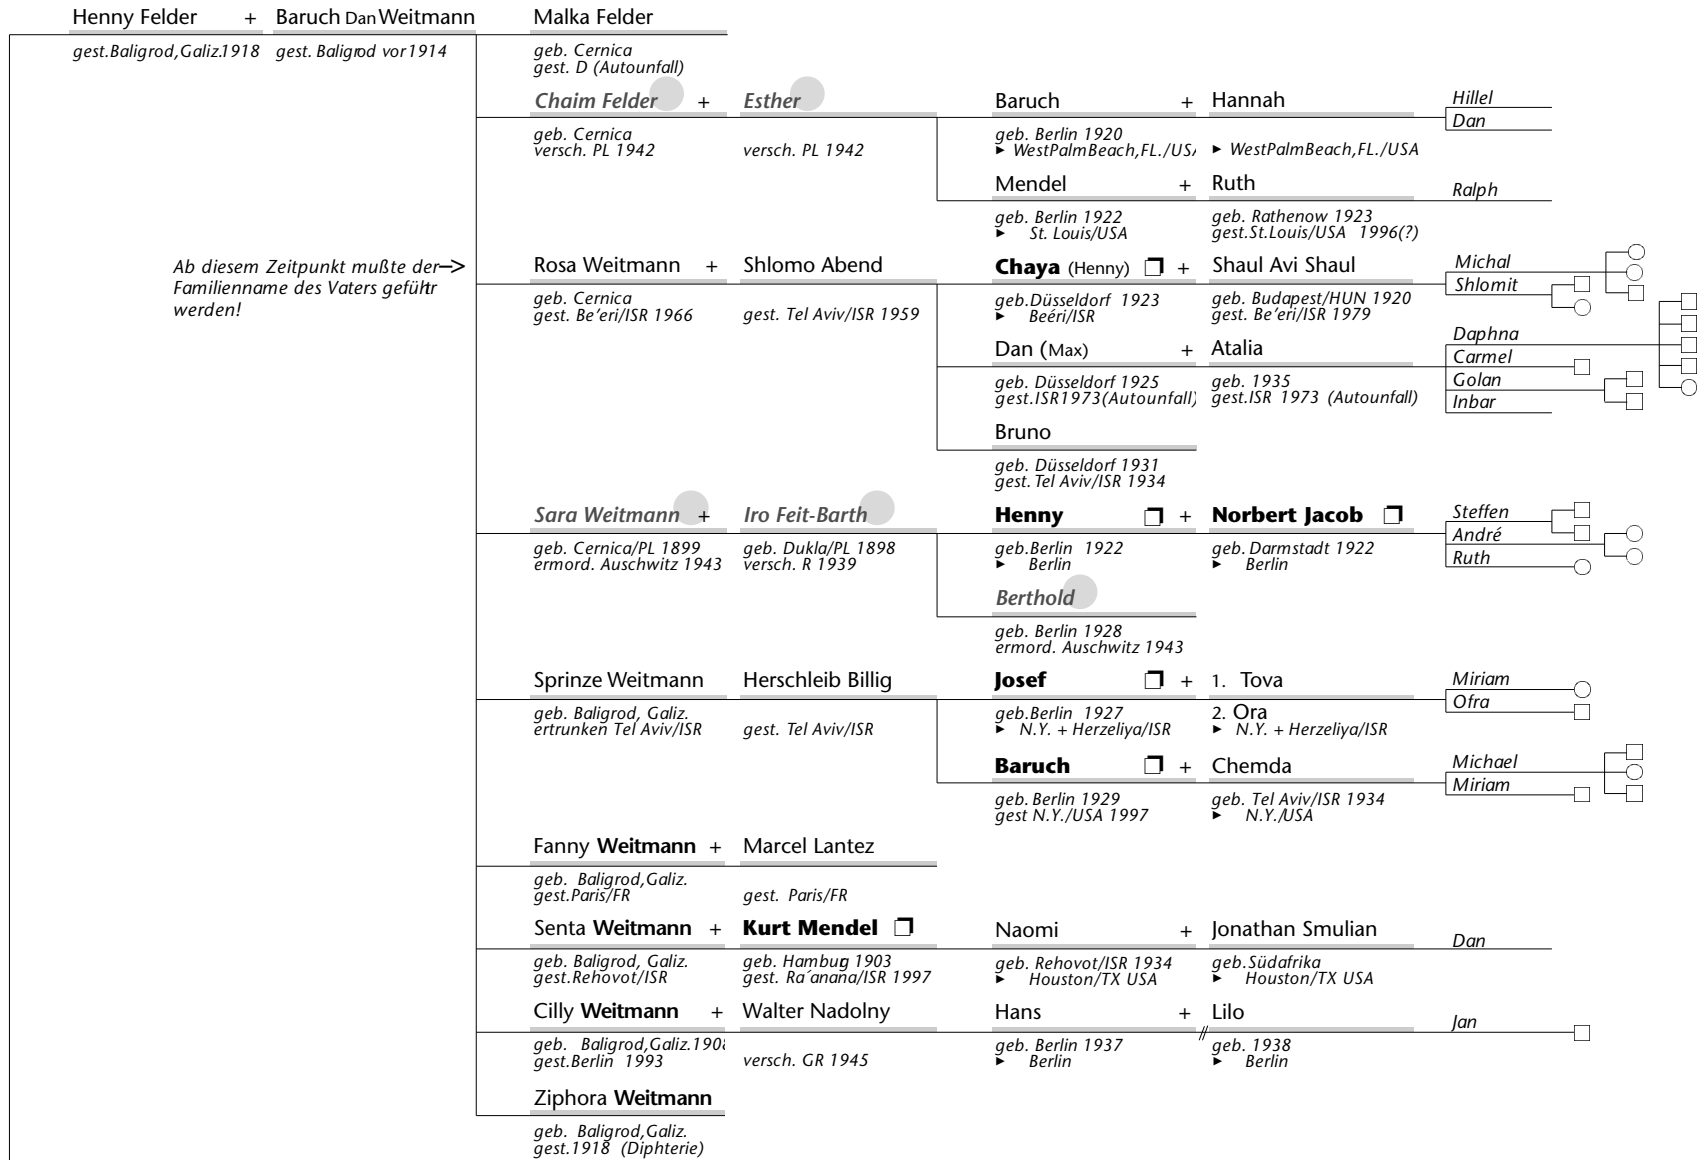 Henny Felder + Baruch Dan Weitmann Malka Felder
gest.Baligrod,Galiz.1918 gest. Baligrod vor 1914 geb. Cernica
gest. D (Autounfall)
Chaim Felder + Esther Baruch + Hannah Hillel
Dan
geb. Cernica geb. Berlin 1920
versch. PL 1942 versch. PL 1942 ► WestPalmBeach,FL./USA ► WestPalmBeach,FL./USA
Mendel + Ruth Ralph
geb. Berlin 1922 geb. Rathenow 1923
► St. Louis/USA gest.St.Louis/USA 1996(?)
Ab diesem Zeitpunkt mußte der–>
Familienname des Vaters geführt
werden!
Rosa Weitmann + Shlomo Abend Chaya (Henny) ❐ + Shaul Avi Shaul Michal
Shlomit
geb. Cernica geb.Düsseldorf 1923 geb. Budapest/HUN 1920
gest. Be'eri/ISR 1966 gest. Tel Aviv/ISR 1959 ► Beéri/ISR gest. Be'eri/ISR 1979
Dan (Max) + Atalia Daphna
Carmel
geb. Düsseldorf 1925 geb. 1935 Golan
gest.ISR1973(Autounfall) gest.ISR 1973 (Autounfall) Inbar
Bruno
geb. Düsseldorf 1931
gest. Tel Aviv/ISR 1934
Sara Weitmann + Iro Feit-Barth Henny ❐ + Norbert Jacob ❐ Steffen
André
geb. Cernica/PL 1899 geb. Dukla/PL 1898 geb.Berlin 1922 geb. Darmstadt 1922 Ruth
ermord. Auschwitz 1943 versch. R 1939 ► Berlin ► Berlin
Berthold
geb. Berlin 1928
ermord. Auschwitz 1943
Sprinze Weitmann Herschleib Billig Josef ❐ + 1. Tova Miriam
Ofra
geb. Baligrod, Galiz. geb.Berlin 1927 2. Ora
ertrunken Tel Aviv/ISR gest. Tel Aviv/ISR ► N.Y. + Herzeliya/ISR ► N.Y. + Herzeliya/ISR
Baruch ❐ + Chemda Michael
Miriam
geb. Berlin 1929 geb. Tel Aviv/ISR 1934
gest N.Y./USA 1997 ► N.Y./USA
Fanny Weitmann + Marcel Lantez
geb. Baligrod,Galiz.
gest.Paris/FR gest. Paris/FR
Senta Weitmann + Kurt Mendel ❐ Naomi + Jonathan Smulian Dan
geb. Baligrod, Galiz. geb. Hamburg 1903 geb. Rehovot/ISR 1934 geb.Südafrika
gest.Rehovot/ISR gest. Ra´anana/ISR 1997 ► Houston/TX USA ► Houston/TX USA
Cilly Weitmann + Walter Nadolny Hans + Lilo Jan
geb. Baligrod,Galiz.1908 geb. Berlin 1937 geb. 1938
gest.Berlin 1993 versch. GR 1945 ► Berlin ► Berlin
Ziphora Weitmann
geb. Baligrod,Galiz.
gest.1918 (Diphterie)